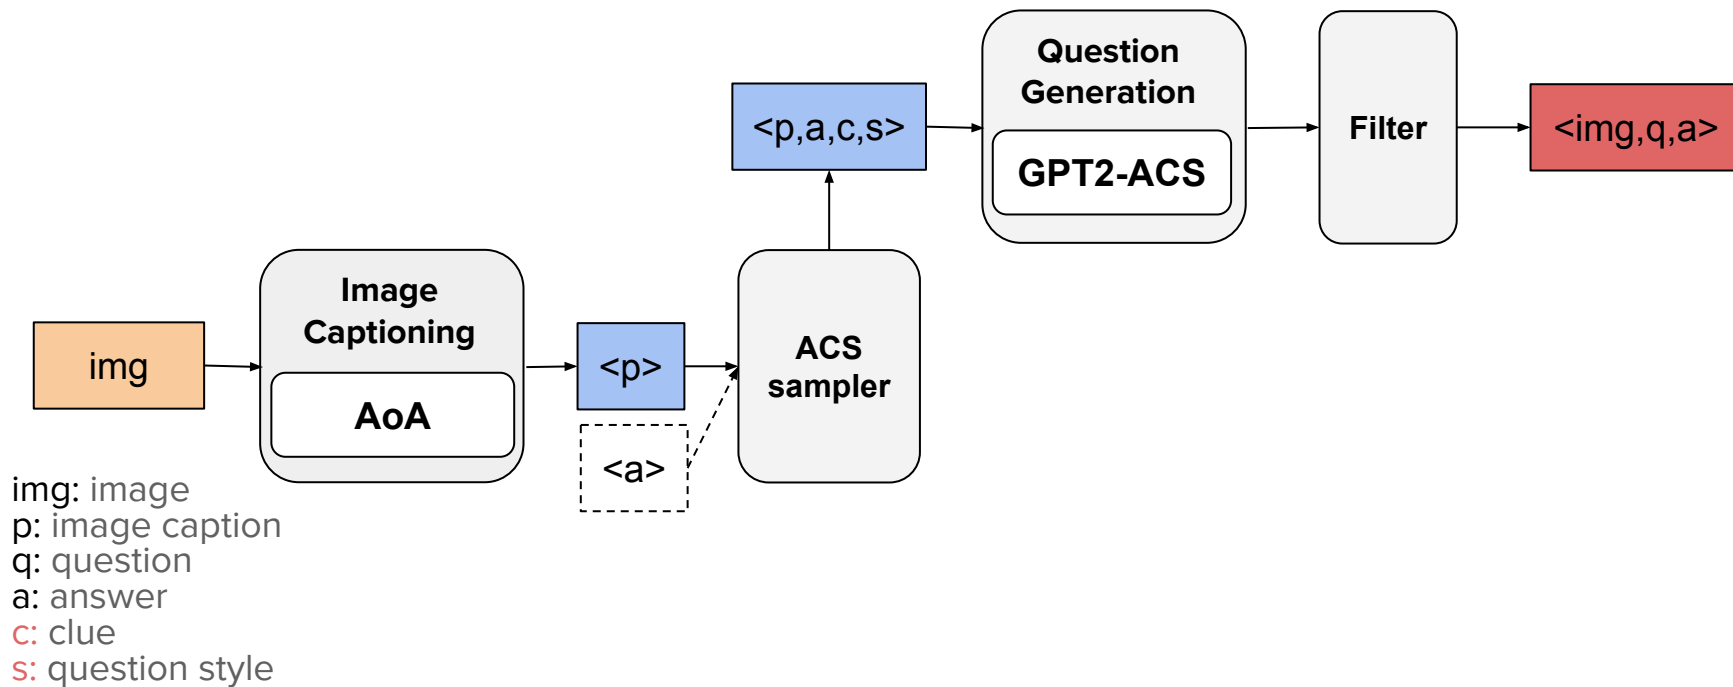 img
Image
Captioning
AoA
<p>
<a>
ACS
sampler
<p,a,c,s>
Question
Generation
GPT2-ACS
Filter
<img,q,a>
img: image
p: image caption
q: question
a: answer
c: clue
s: question style